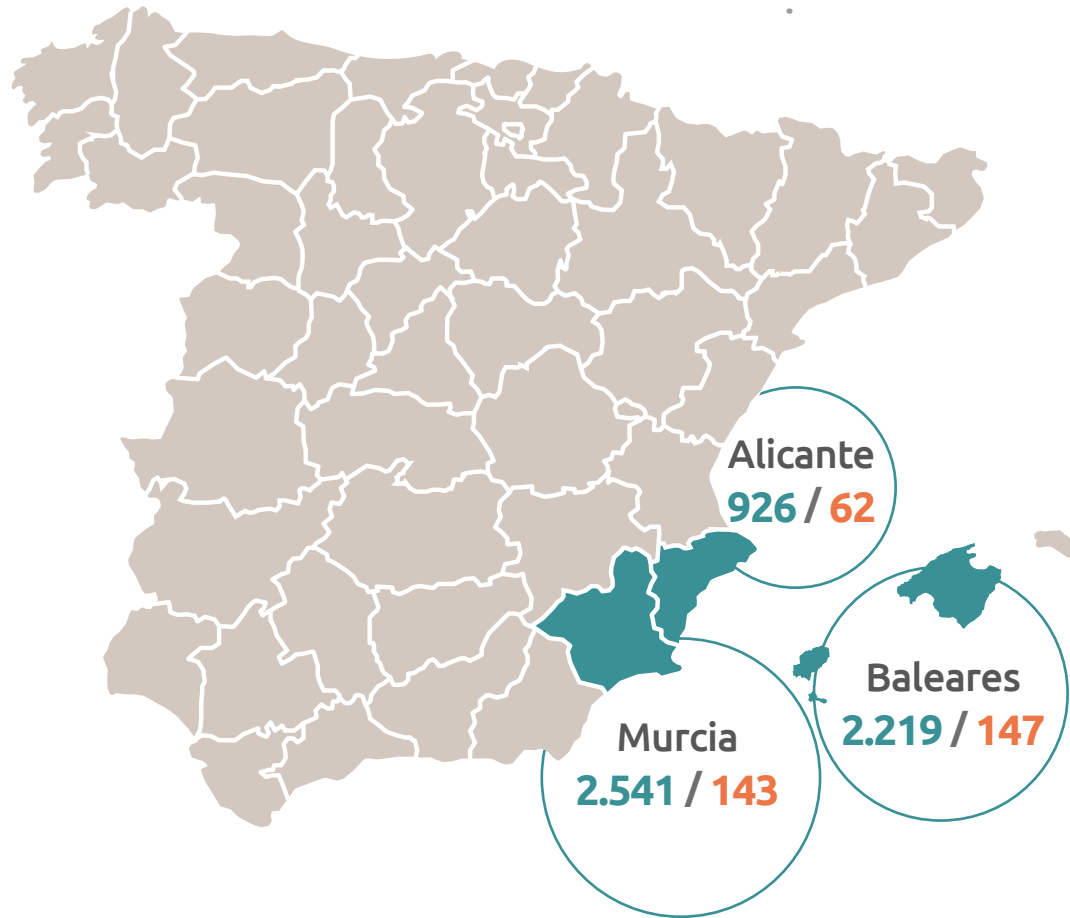 Alicante
926 / 62
Baleares
2.219 / 147
Murcia
2.541 / 143